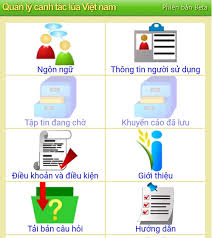 Quản lý canh tác lúa Việt nam
Phiên bản Beta
Ngôn ngữ
Thông tin người sử dụng
Tập tin đang chờ
Khuyến cáo đã lưu
Điều khoản và điều kiện
Giới thiệu
Tải bản câu hỏi
Hướng dẫn